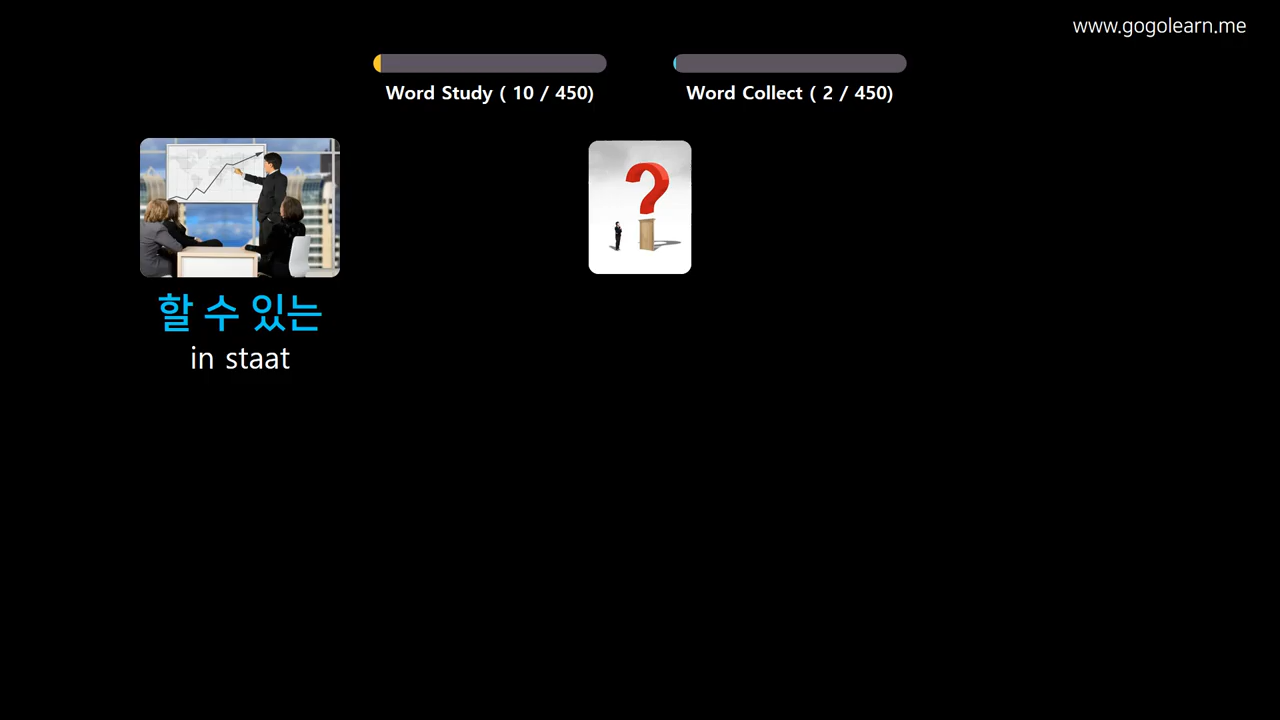 www.gogolearn.me
Word Study ( 10 / 450)
Word Collect ( 2 / 450)
할 수 있는
in staat